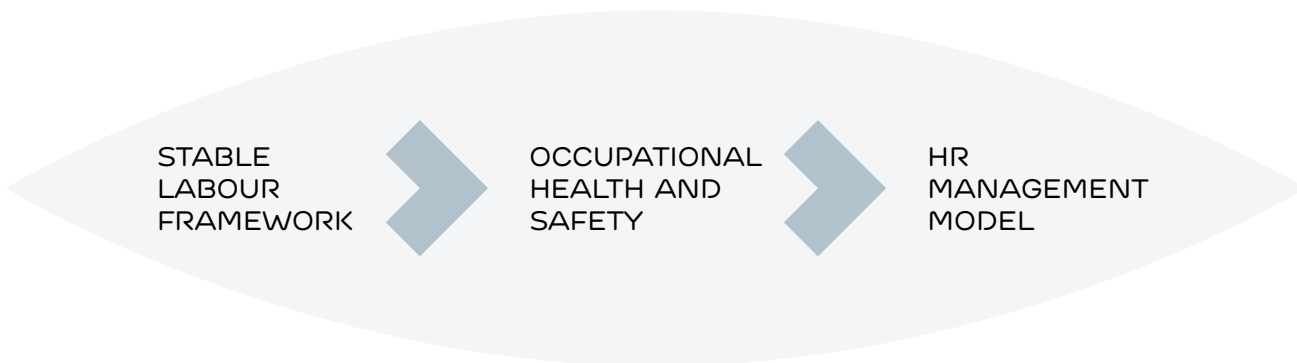 STABLE
LABOUR
FRAMEWORK
OCCUPATIONAL
HEALTH AND
SAFETY
HR
MANAGEMENT
MODEL